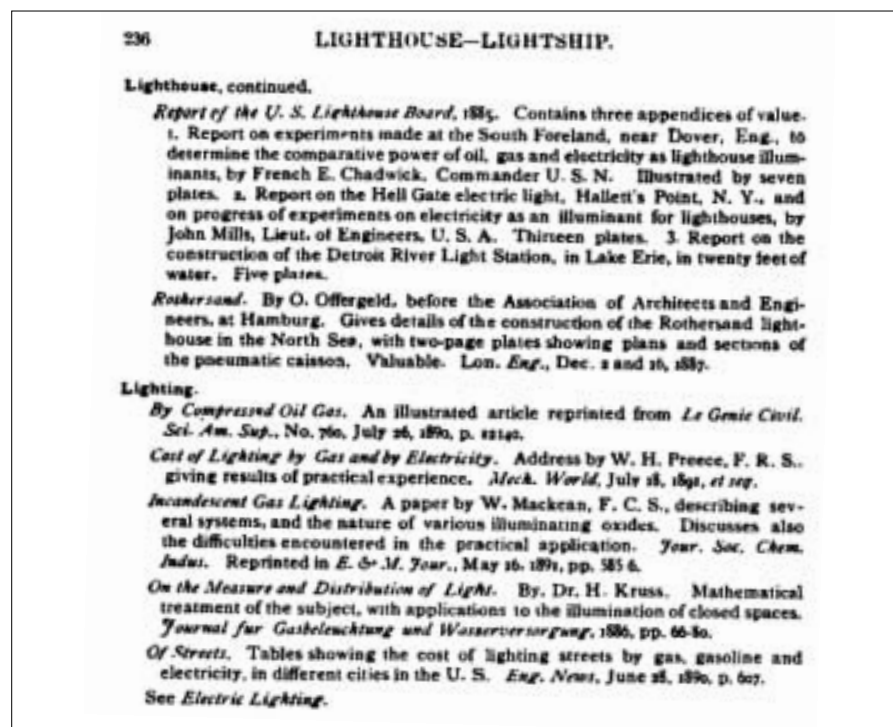 236 LIGHTHOUSE—LIGHTSHIP.
Lighthouse, continued.
Report of the U. S. Lighthouse Board, 1885. Contains three appendices of value.
1. Report on experiments made at the South Foreland, near Dover, Eng., to
determine the comparative power of oil, gas and electricity as lighthouse illum-
inants, by French E. Chadwick, Commander U. S. N. Illustrated by seven
plates. 2. Report on the Hell Gate electric light, Hallett's Point, N. Y., and
on progress of experiments on electricity as an illuminant for lighthouses, by
John Mills, Lieut. of Engineers, U. S. A. Thirteen plates. 3. Report on the
construction of the Detroit River Light Station, in Lake Erie, in twenty feet of
water. Five plates.
Rothersand. By O. Offergeld, before the Association of Architects and Engi-
neers, at Hamburg. Gives details of the construction of the Rothersand light-
house in the North Sea, with two-page plates showing plans and sections of
the pneumatic caisson. Valuable. Lon. Eng., Dec. 2 and 16, 1887.
Lighting.
By Compressed Oil Gas. An illustrated article reprinted from Le Genie Civil.
Sci. Am. Sup., No. 760, July 26, 1890, p. 12140.
Cost of Lighting by Gas and by Electricity. Address by W. H. Preece, F. R. S.,
giving results of practical experience. Mech. World, July 18, 1891, et seq.
Incandescent Gas Lighting. A paper by W. Mackean, F. C. S., describing sev-
eral systems, and the nature of various illuminating oxides. Discusses also
the difficulties encountered in the practical application. Jour. Soc. Chem.
Indus. Reprinted in E. & M. Jour., May 16, 1891, pp. 585 6.
On the Measure and Distribution of Light. By. Dr. H. Kruss. Mathematical
treatment of the subject, with applications to the illumination of closed spaces.
Journal fur Gasbeleuchtung und Wasserversorgung, 1886, pp. 66-80.
Of Streets. Tables showing the cost of lighting streets by gas, gasoline and
electricity, in different cities in the U. S. Eng. News, June 28, 1890, p. 607.
See Electric Lighting.